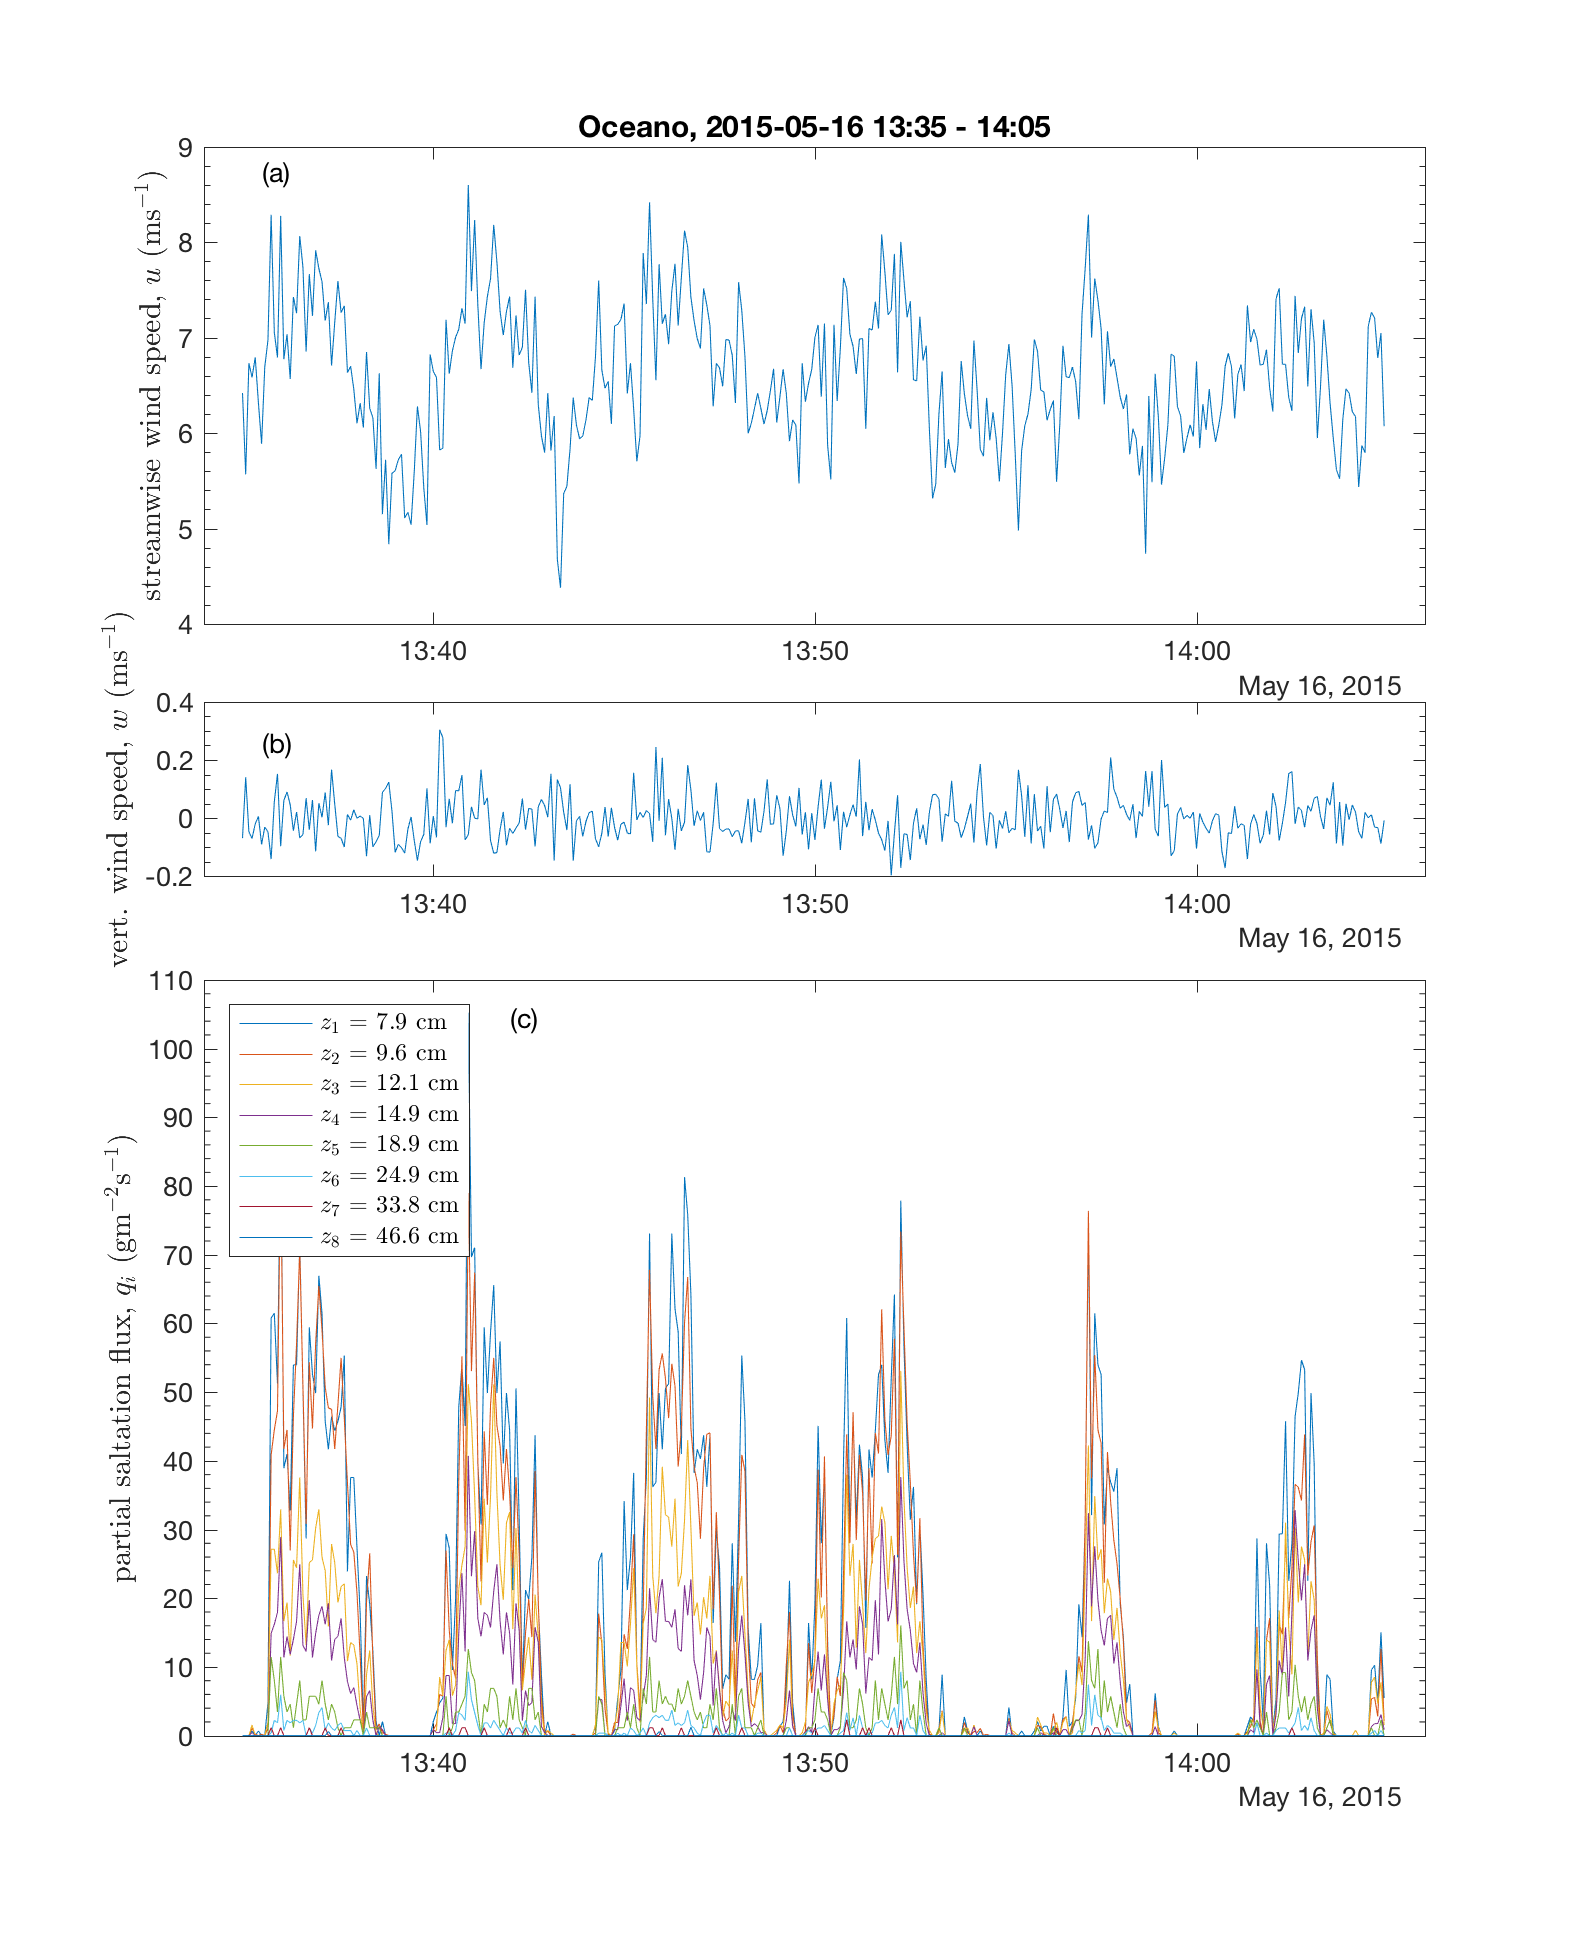 Oceano, 2015-05-16 13:35 - 14:05
(a)
streamwise wind speed, u (ms⁻¹)
9
8
7
6
5
4
13:40 13:50 14:00
May 16, 2015
(b)
vert. wind speed, w (ms⁻¹)
0.4
0.2
0
-0.2
13:40 13:50 14:00
May 16, 2015
(c)
partial saltation flux, qᵢ (gm⁻²s⁻¹)
110
100
90
80
70
60
50
40
30
20
10
0
z₁ = 7.9 cm
z₂ = 9.6 cm
z₃ = 12.1 cm
z₄ = 14.9 cm
z₅ = 18.9 cm
z₆ = 24.9 cm
z₇ = 33.8 cm
z₈ = 46.6 cm
13:40 13:50 14:00
May 16, 2015